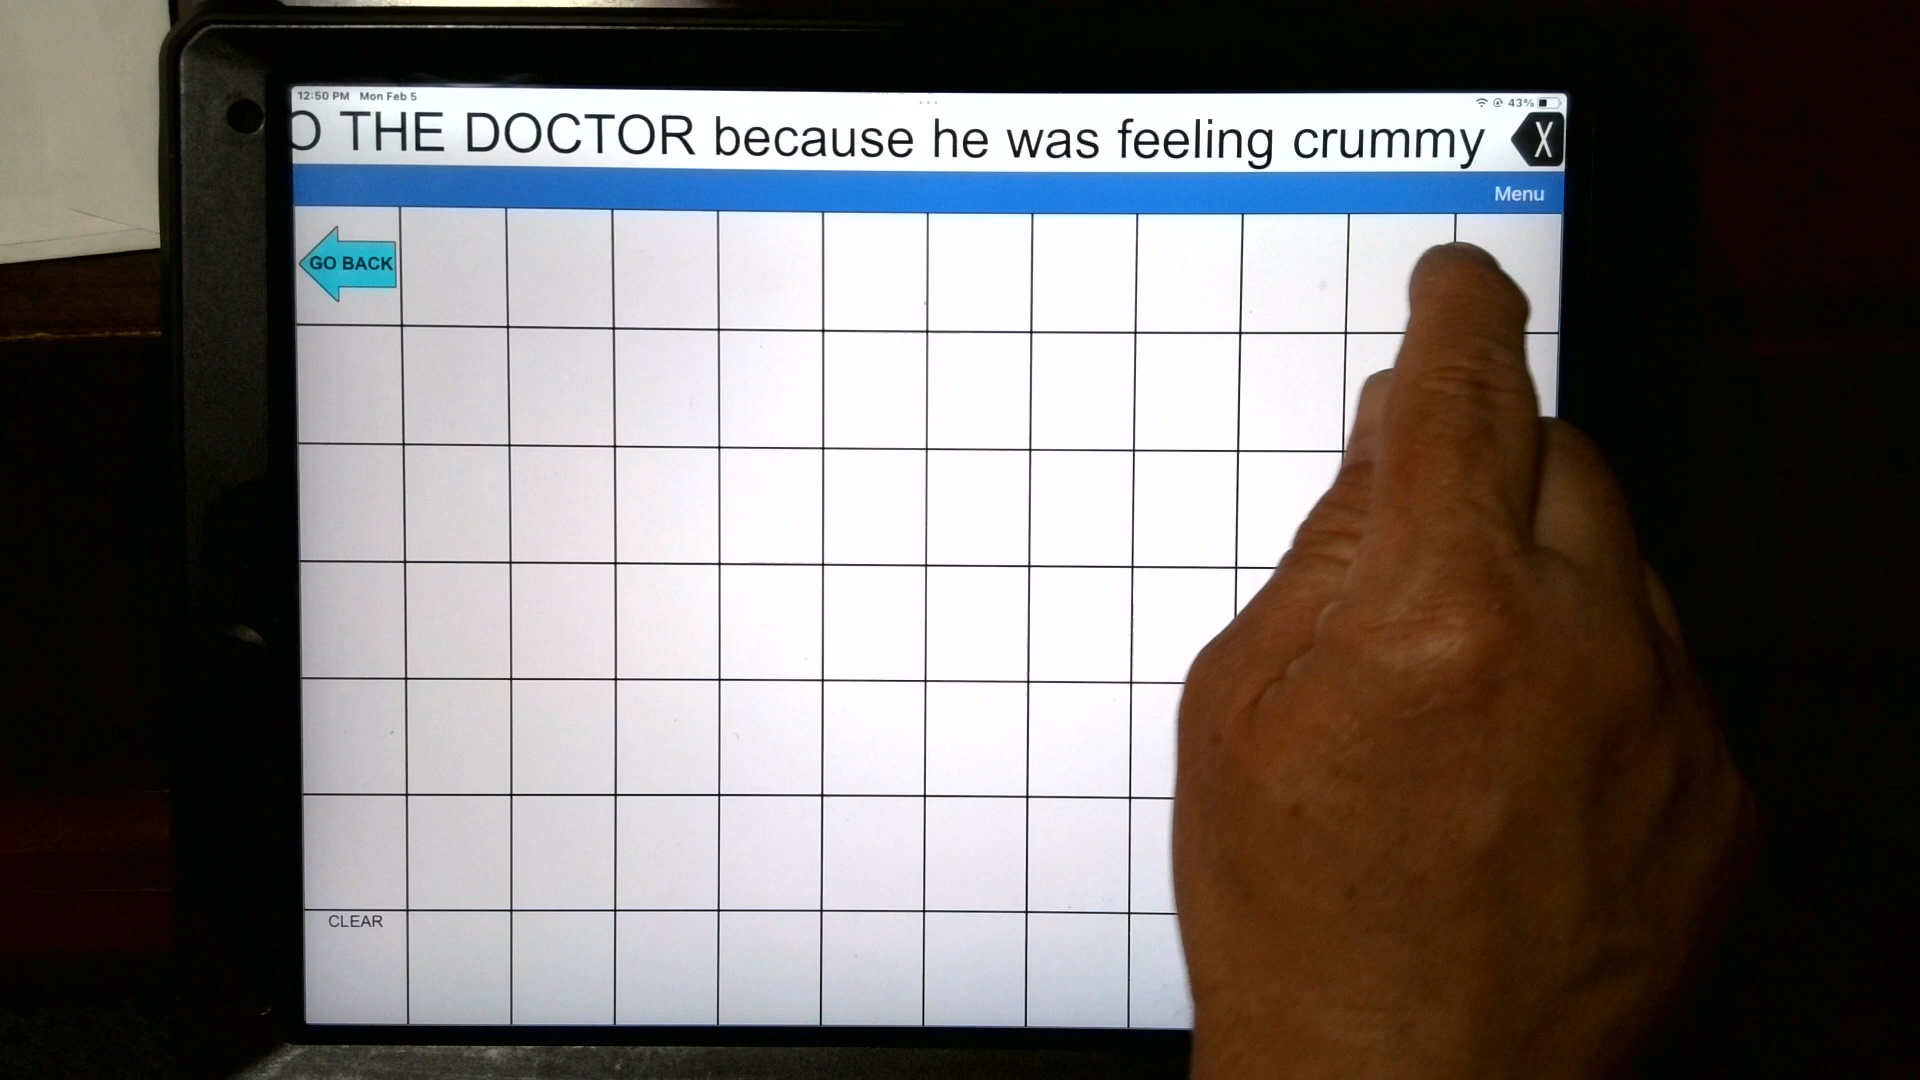 12:50 PM Mon Feb 5 43%
O THE DOCTOR because he was feeling crummy X
Menu
GO BACK
CLEAR